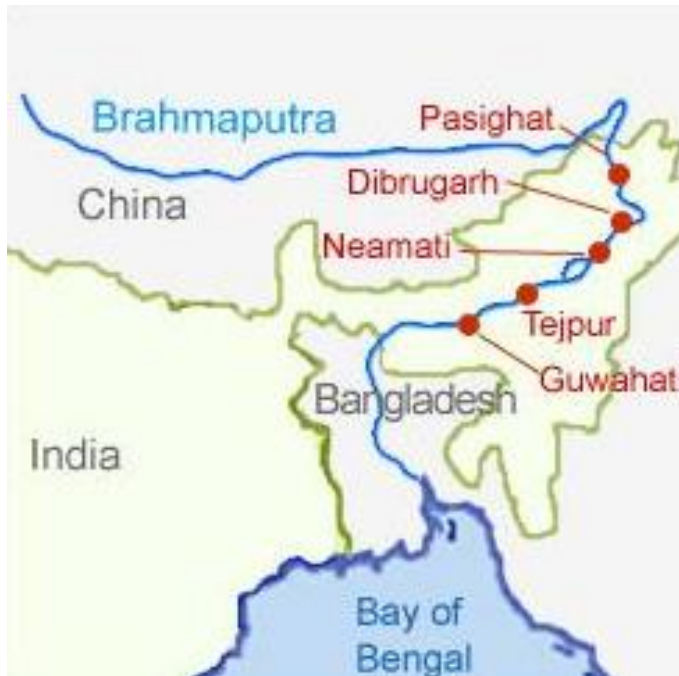 Brahmaputra
Pasighat
Dibrugarh
China
Neamati
Tejpur
Guwahat
Bangladesh
India
Bay of
Bengal